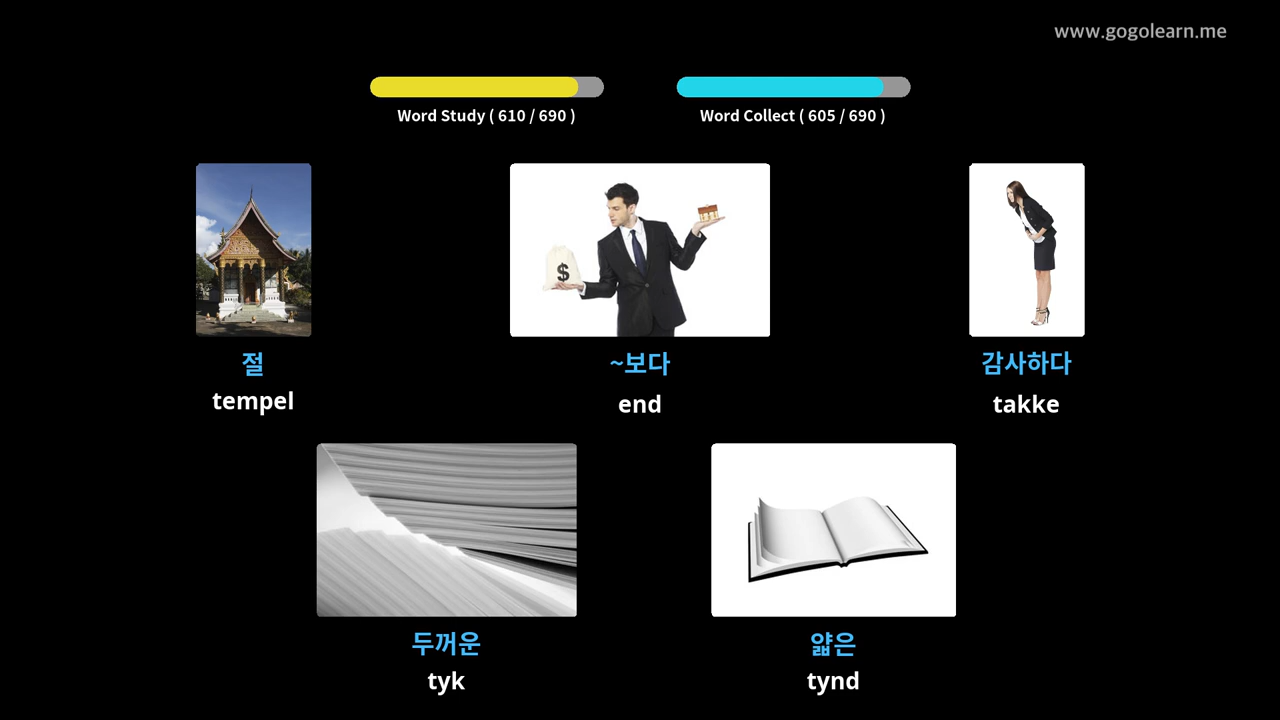 www.gogolearn.me
Word Study ( 610 / 690 )
Word Collect ( 605 / 690 )
절
tempel
~보다
end
감사하다
takke
두꺼운
tyk
얇은
tynd